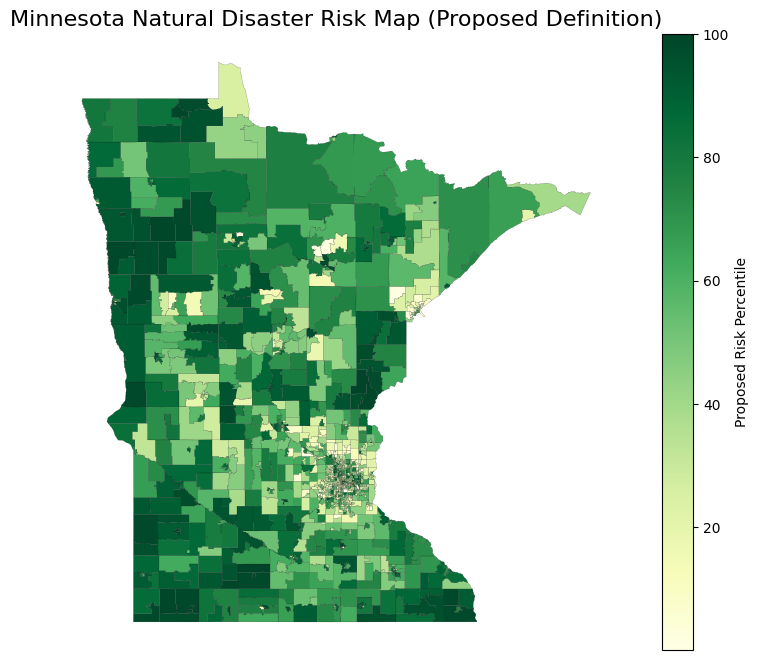 Minnesota Natural Disaster Risk Map (Proposed Definition)
100
80
60
40
20
Proposed Risk Percentile